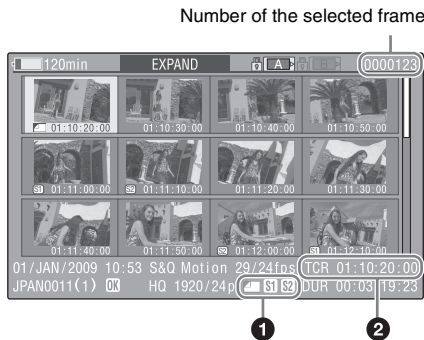 Number of the selected frame
120min EXPAND A B 0000123
01:10:20:00 01:10:30:00 01:10:40:00 01:10:50:00
S1 01:11:00:00 S2 01:11:10:00 01:11:20:00 01:11:30:00
01:11:40:00 01:11:50:00 S2 01:12:00:00 S1 01:12:10:00
01/JAN/2009 10:53 S&Q Motion 29/24fps TCR 01:10:20:00
JPAN0011(1) OK HQ 1920/24p S1 S2 DUR 00:03:19:23
1 2